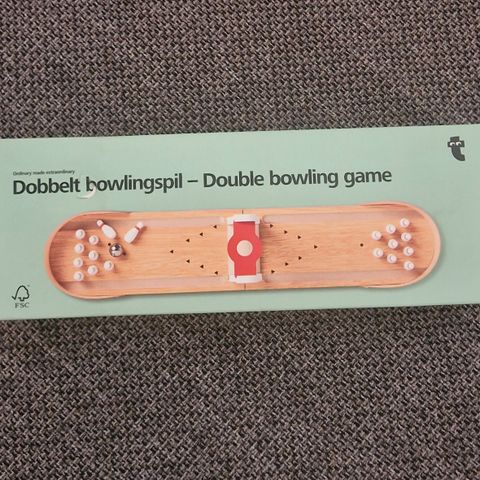 Ordinary made extraordinary
Dobbelt bowlingspil – Double bowling game
FSC